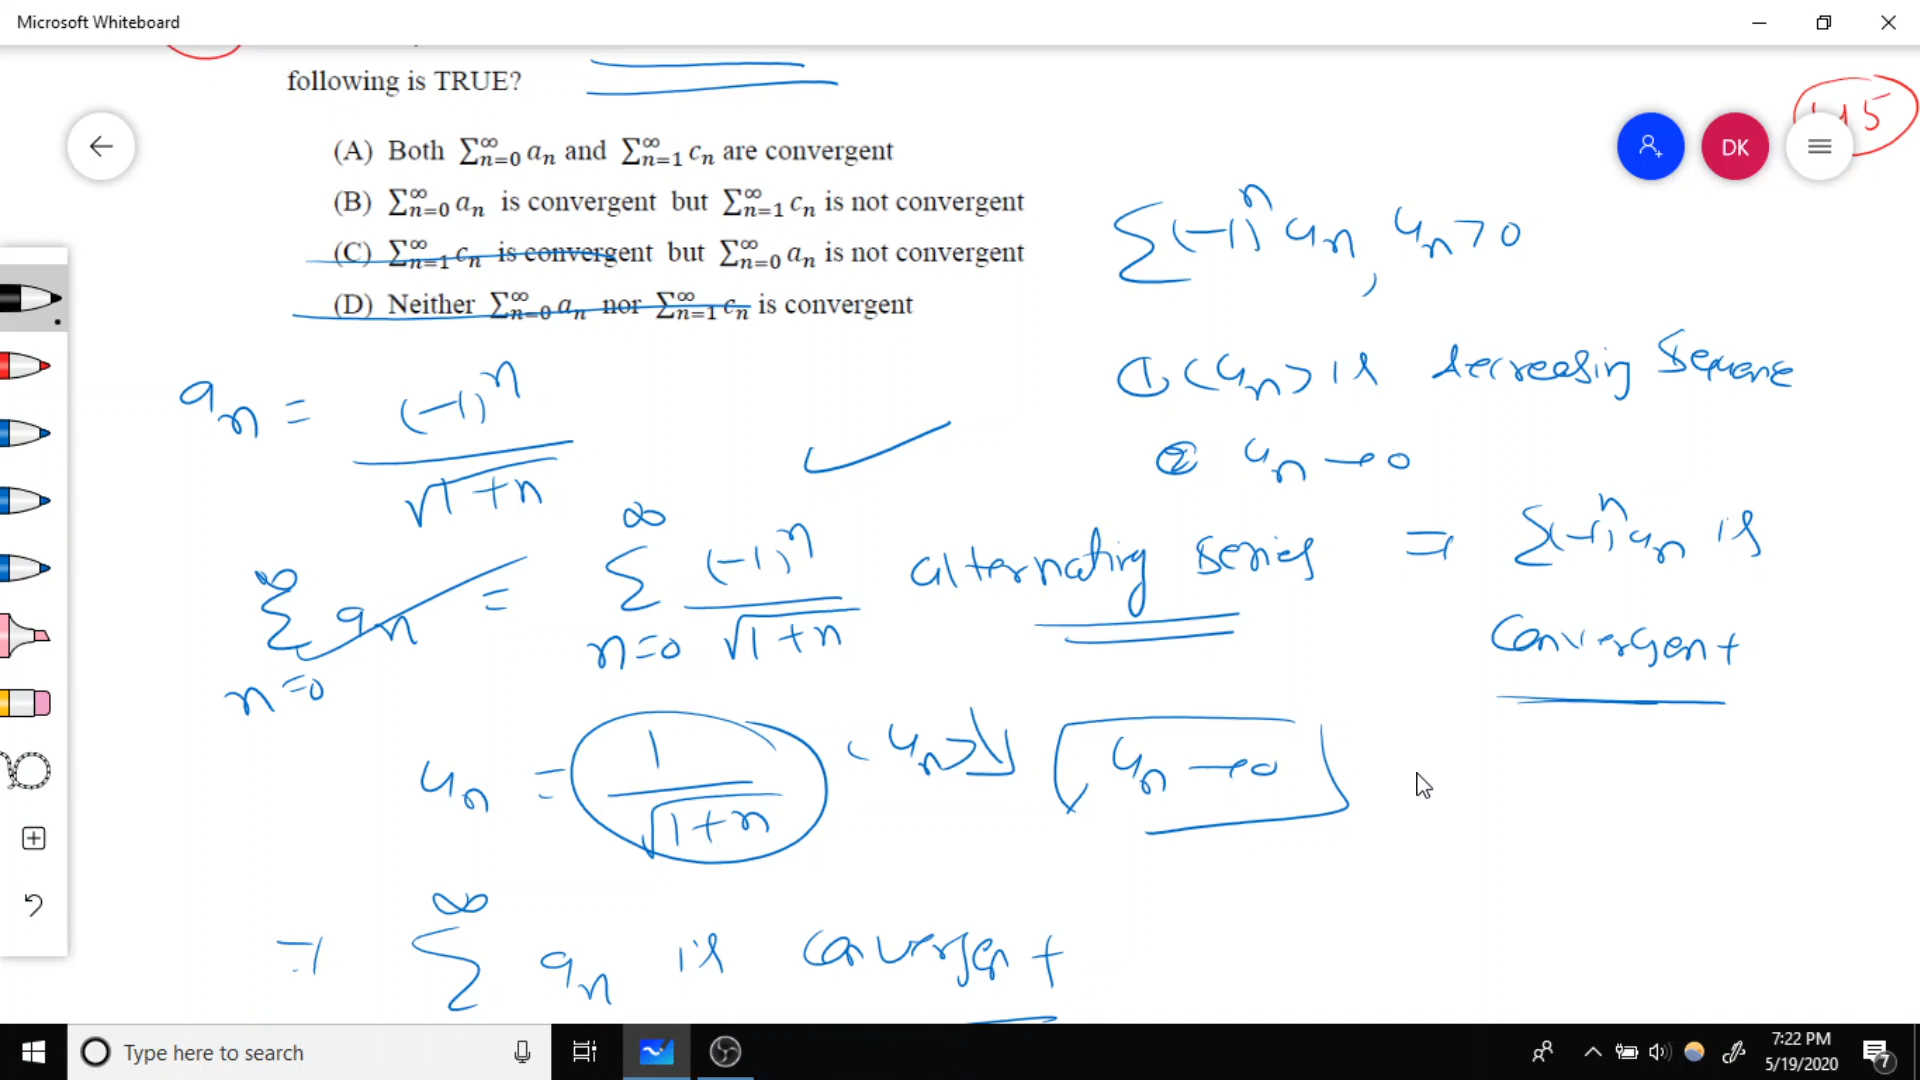 Microsoft Whiteboard
following is TRUE?
45
DK
(A) Both ∑_{n=0}^{∞} a_n and ∑_{n=1}^{∞} c_n are convergent
(B) ∑_{n=0}^{∞} a_n is convergent but ∑_{n=1}^{∞} c_n is not convergent
(C) ∑_{n=1}^{∞} c_n is convergent but ∑_{n=0}^{∞} a_n is not convergent
(D) Neither ∑_{n=0}^{∞} a_n nor ∑_{n=1}^{∞} c_n is convergent
∑(-1)^n u_n, u_n > 0
① <u_n> is decreasing sequence
② u_n → 0
⇒ ∑(-1)^n u_n is
convergent
a_n = (-1)^n / √(1+n)
∑_{n=0}^{∞} a_n = ∑_{n=0}^{∞} (-1)^n / √(1+n) alternating series
u_n = 1 / √(1+n) <u_n> ↓ u_n → 0
⇒ ∑^{∞} a_n is convergent
Type here to search
7:22 PM
5/19/2020
7